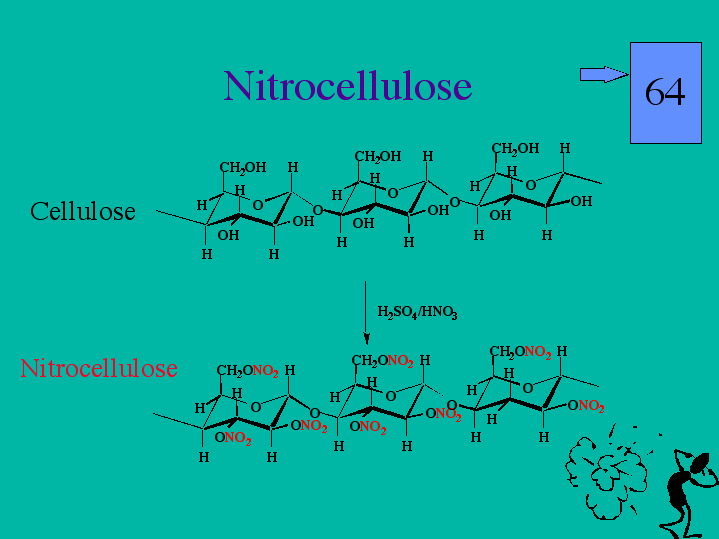 Nitrocellulose
64
Cellulose
CH₂OH H
H
H O
OH OH
H H
O
CH₂OH H
H
H O
OH OH
H H
O
CH₂OH H
H
H O
OH OH
H H
H₂SO₄/HNO₃
Nitrocellulose
CH₂ONO₂ H
H
H O
ONO₂ ONO₂
H H
O
CH₂ONO₂ H
H
H O
ONO₂ ONO₂
H H
O
CH₂ONO₂ H
H
H O
H ONO₂
H H